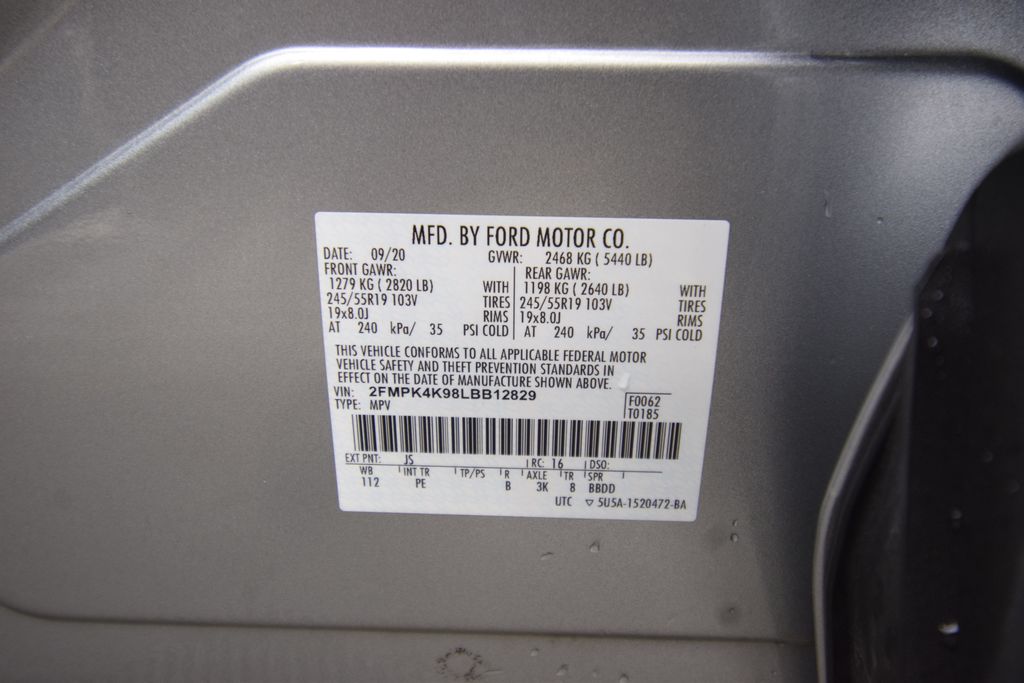 MFD. BY FORD MOTOR CO.
DATE: 09/20 GVWR: 2468 KG ( 5440 LB)
FRONT GAWR: REAR GAWR:
1279 KG ( 2820 LB) WITH 1198 KG ( 2640 LB) WITH
245/55R19 103V TIRES 245/55R19 103V TIRES
19x8.0J RIMS 19x8.0J RIMS
AT 240 kPa/ 35 PSI COLD AT 240 kPa/ 35 PSI COLD
THIS VEHICLE CONFORMS TO ALL APPLICABLE FEDERAL MOTOR
VEHICLE SAFETY AND THEFT PREVENTION STANDARDS IN
EFFECT ON THE DATE OF MANUFACTURE SHOWN ABOVE.
VIN: 2FMPK4K98LBB12829 F0062
TYPE: MPV T0185
EXT PNT: JS RC: 16 DSO:
WB INT TR TP/PS R AXLE TR SPR
112 PE B 3K 8 BBDD
UTC ▽ 5U5A-1520472-BA